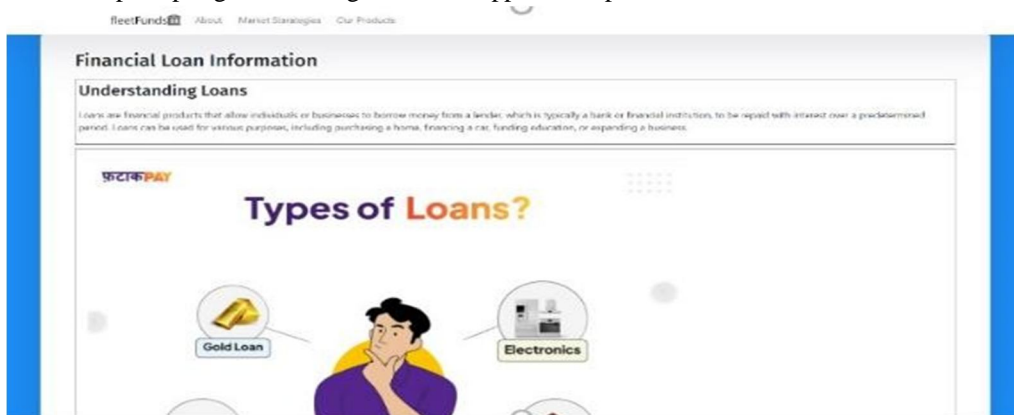 fleetFunds About Market Starategies Our Products
Financial Loan Information
Understanding Loans
Loans are financial products that allow individuals or businesses to borrow money from a lender, which is typically a bank or financial institution, to be repaid with interest over a predetermined
period. Loans can be used for various purposes, including purchasing a home, financing a car, funding education, or expanding a business.
फ़टाकPAY
Types of Loans?
Gold Loan
Electronics